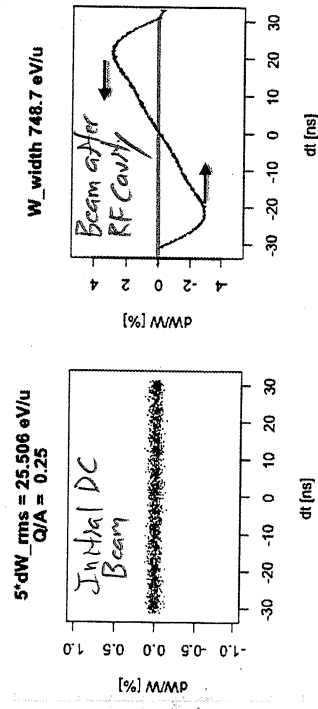 5*dW_rms = 25.506 eV/u
Q/A = 0.25
Initial DC
Beam
dW/W [%]
1.0
0.5
0.0
-0.5
-1.0
-30 -20 -10 0 10 20 30
dt [ns]
W_width 748.7 eV/u
Beam after
RF Cavity
dW/W [%]
4
2
0
-2
-4
-30 -20 -10 0 10 20 30
dt [ns]